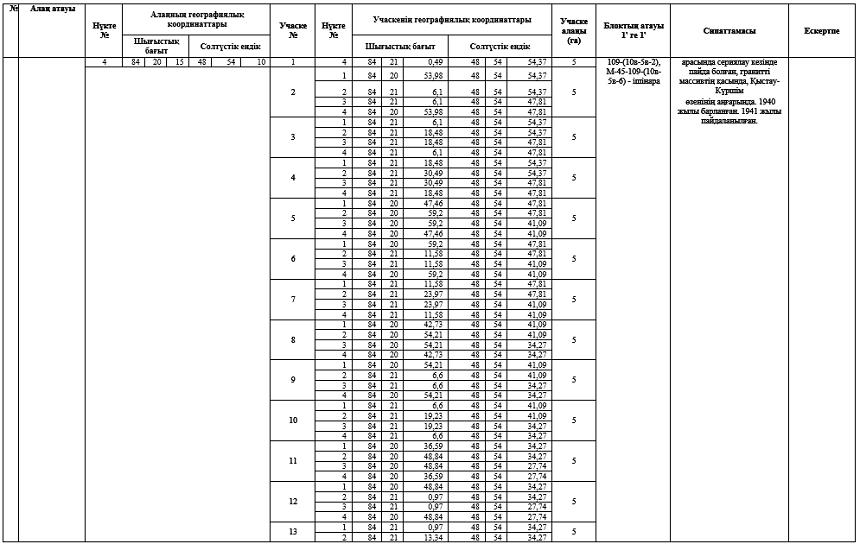 № Алаң атауы Нүкте № Алаңның географиялық координаттары Учаске № Нүкте № Учаскенің географиялық координаттары Учаске алаңы (га) Блоктың атауы 1' ге 1' Сипаттамасы Ескертпе
Шығыстық бағыт Солтүстік ендік Шығыстық бағыт Солтүстік ендік
4 84 20 15 48 54 10 1 4 84 21 0,49 48 54 54,37 5 109-(10в-5в-2), М-45-109-(10в-5в-6) - ішінара арасында сериялау кезінде пайда болған, гранитті массивтің қасында, Қыстау-Күршім өзенінің аңғарында. 1940 жылы барланған. 1941 жылы пайдаланылған.
2 1 84 20 53,98 48 54 54,37 5
2 84 21 6,1 48 54 54,37
3 84 21 6,1 48 54 47,81
4 84 20 53,98 48 54 47,81
3 1 84 21 6,1 48 54 54,37 5
2 84 21 18,48 48 54 54,37
3 84 21 18,48 48 54 47,81
4 84 21 6,1 48 54 47,81
4 1 84 21 18,48 48 54 54,37 5
2 84 21 30,49 48 54 54,37
3 84 21 30,49 48 54 47,81
4 84 21 18,48 48 54 47,81
5 1 84 20 47,46 48 54 47,81 5
2 84 20 59,2 48 54 47,81
3 84 20 59,2 48 54 41,09
4 84 20 47,46 48 54 41,09
6 1 84 20 59,2 48 54 47,81 5
2 84 21 11,58 48 54 47,81
3 84 21 11,58 48 54 41,09
4 84 20 59,2 48 54 41,09
7 1 84 21 11,58 48 54 47,81 5
2 84 21 23,97 48 54 47,81
3 84 21 23,97 48 54 41,09
4 84 21 11,58 48 54 41,09
8 1 84 20 42,73 48 54 41,09 5
2 84 20 54,21 48 54 41,09
3 84 20 54,21 48 54 34,27
4 84 20 42,73 48 54 34,27
9 1 84 20 54,21 48 54 41,09 5
2 84 21 6,6 48 54 41,09
3 84 21 6,6 48 54 34,27
4 84 20 54,21 48 54 34,27
10 1 84 21 6,6 48 54 41,09 5
2 84 21 19,23 48 54 41,09
3 84 21 19,23 48 54 34,27
4 84 21 6,6 48 54 34,27
11 1 84 20 36,59 48 54 34,27 5
2 84 20 48,84 48 54 34,27
3 84 20 48,84 48 54 27,74
4 84 20 36,59 48 54 27,74
12 1 84 20 48,84 48 54 34,27 5
2 84 21 0,97 48 54 34,27
3 84 21 0,97 48 54 27,74
4 84 20 48,84 48 54 27,74
13 1 84 21 0,97 48 54 34,27 5
2 84 21 13,34 48 54 34,27